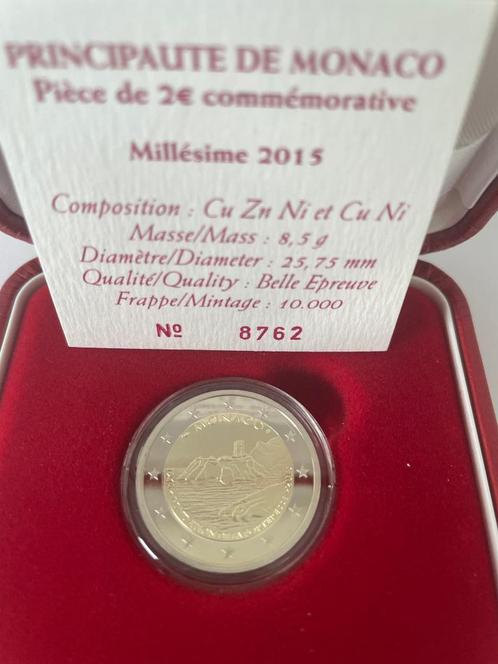 PRINCIPAUTE DE MONACO
Pièce de 2€ commémorative
Millésime 2015
Composition : Cu Zn Ni et Cu Ni
Masse/Mass : 8,5 g
Diamètre/Diameter : 25,75 mm
Qualité/Quality : Belle Epreuve
Frappe/Mintage : 10.000
No 8762
MONACO